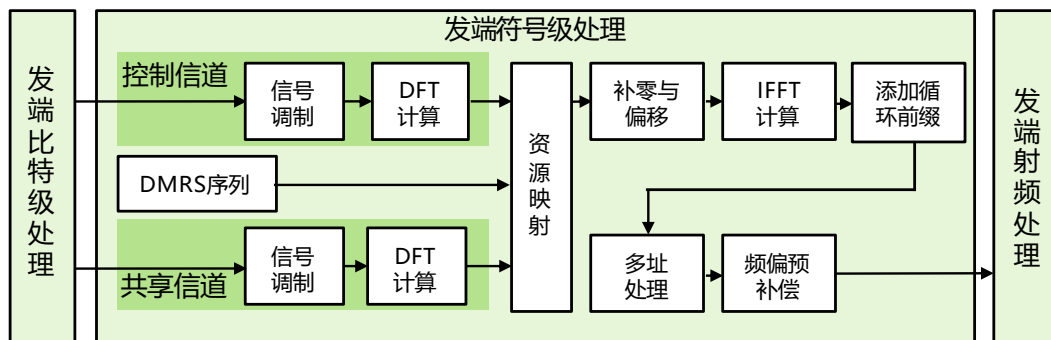 发端比特级处理
发端符号级处理
控制信道
信号
调制
DFT
计算
DMRS序列
共享信道
信号
调制
DFT
计算
资源映射
补零与
偏移
IFFT
计算
添加循
环前缀
多址
处理
频偏预
补偿
发端射频处理